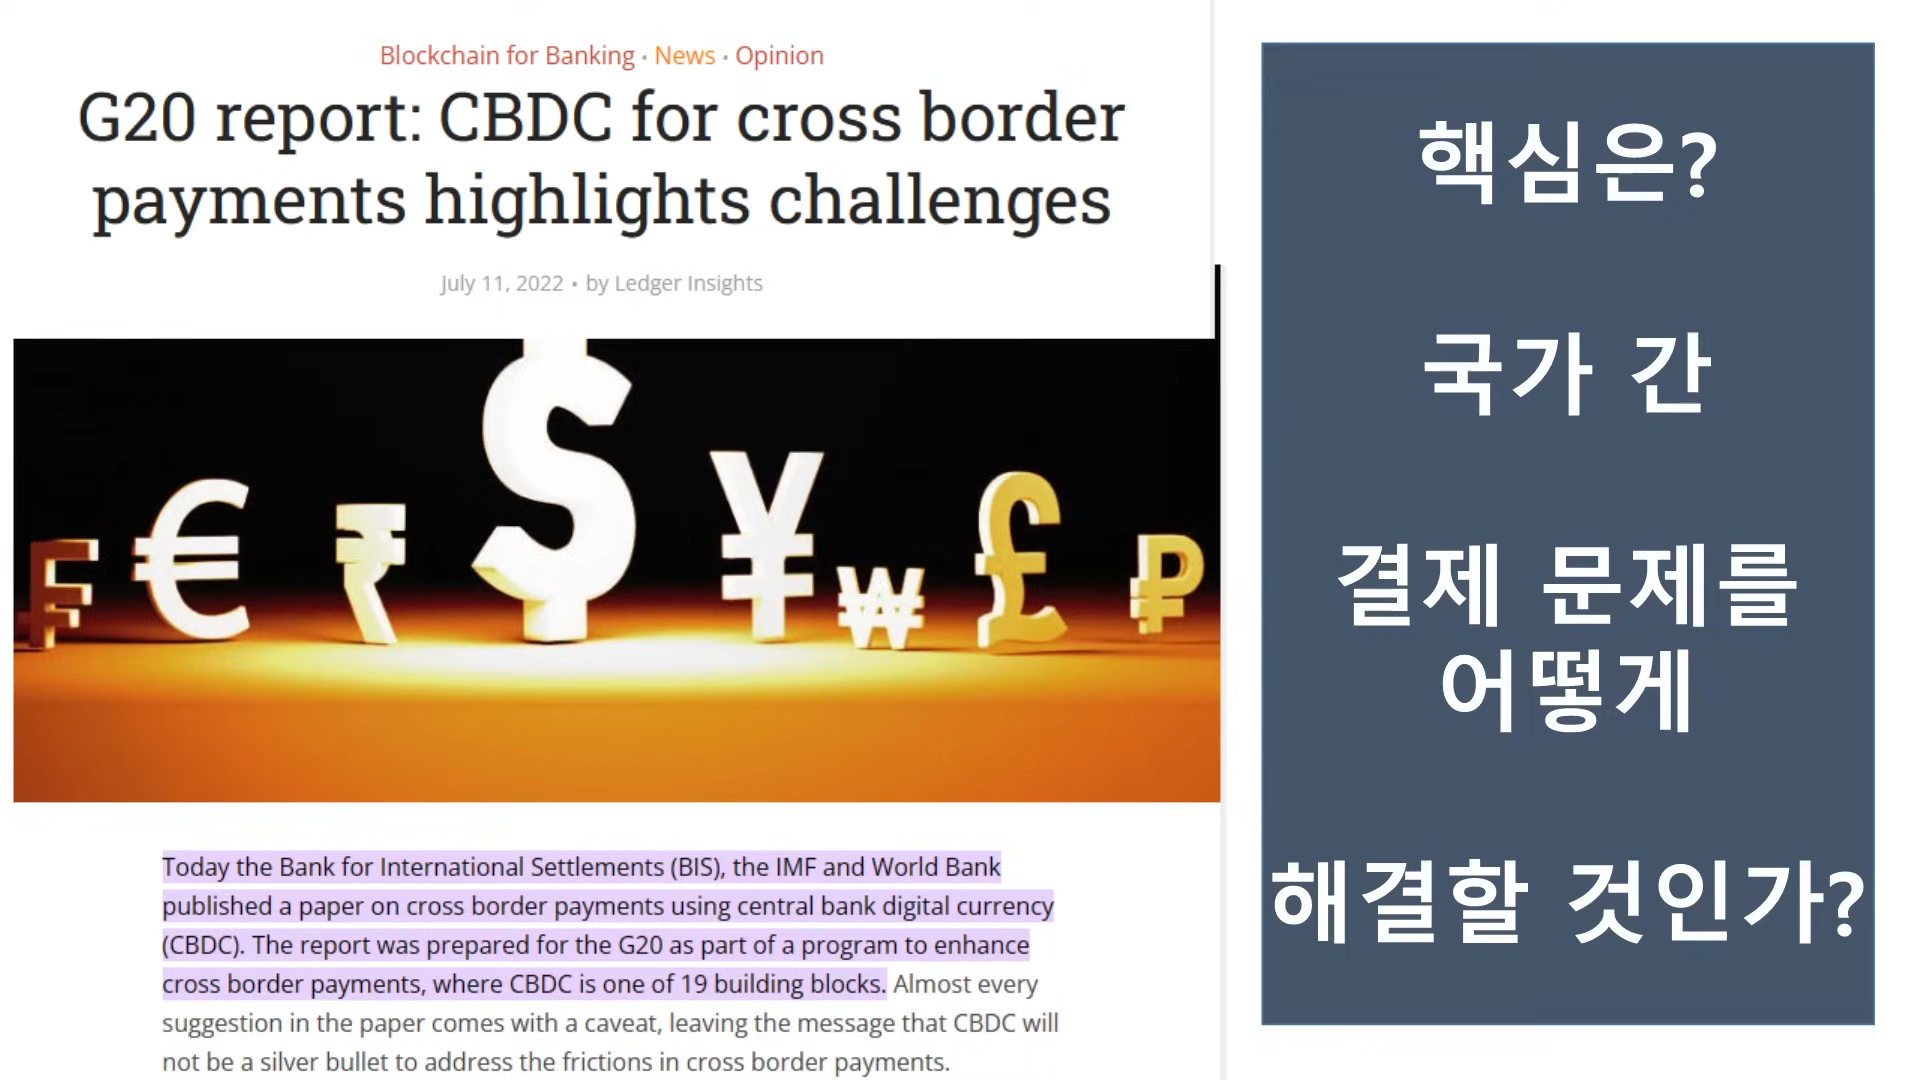 Blockchain for Banking • News • Opinion
G20 report: CBDC for cross border
payments highlights challenges
July 11, 2022 • by Ledger Insights
Today the Bank for International Settlements (BIS), the IMF and World Bank
published a paper on cross border payments using central bank digital currency
(CBDC). The report was prepared for the G20 as part of a program to enhance
cross border payments, where CBDC is one of 19 building blocks. Almost every
suggestion in the paper comes with a caveat, leaving the message that CBDC will
not be a silver bullet to address the frictions in cross border payments.
핵심은?
국가 간
결제 문제를
어떻게
해결할 것인가?